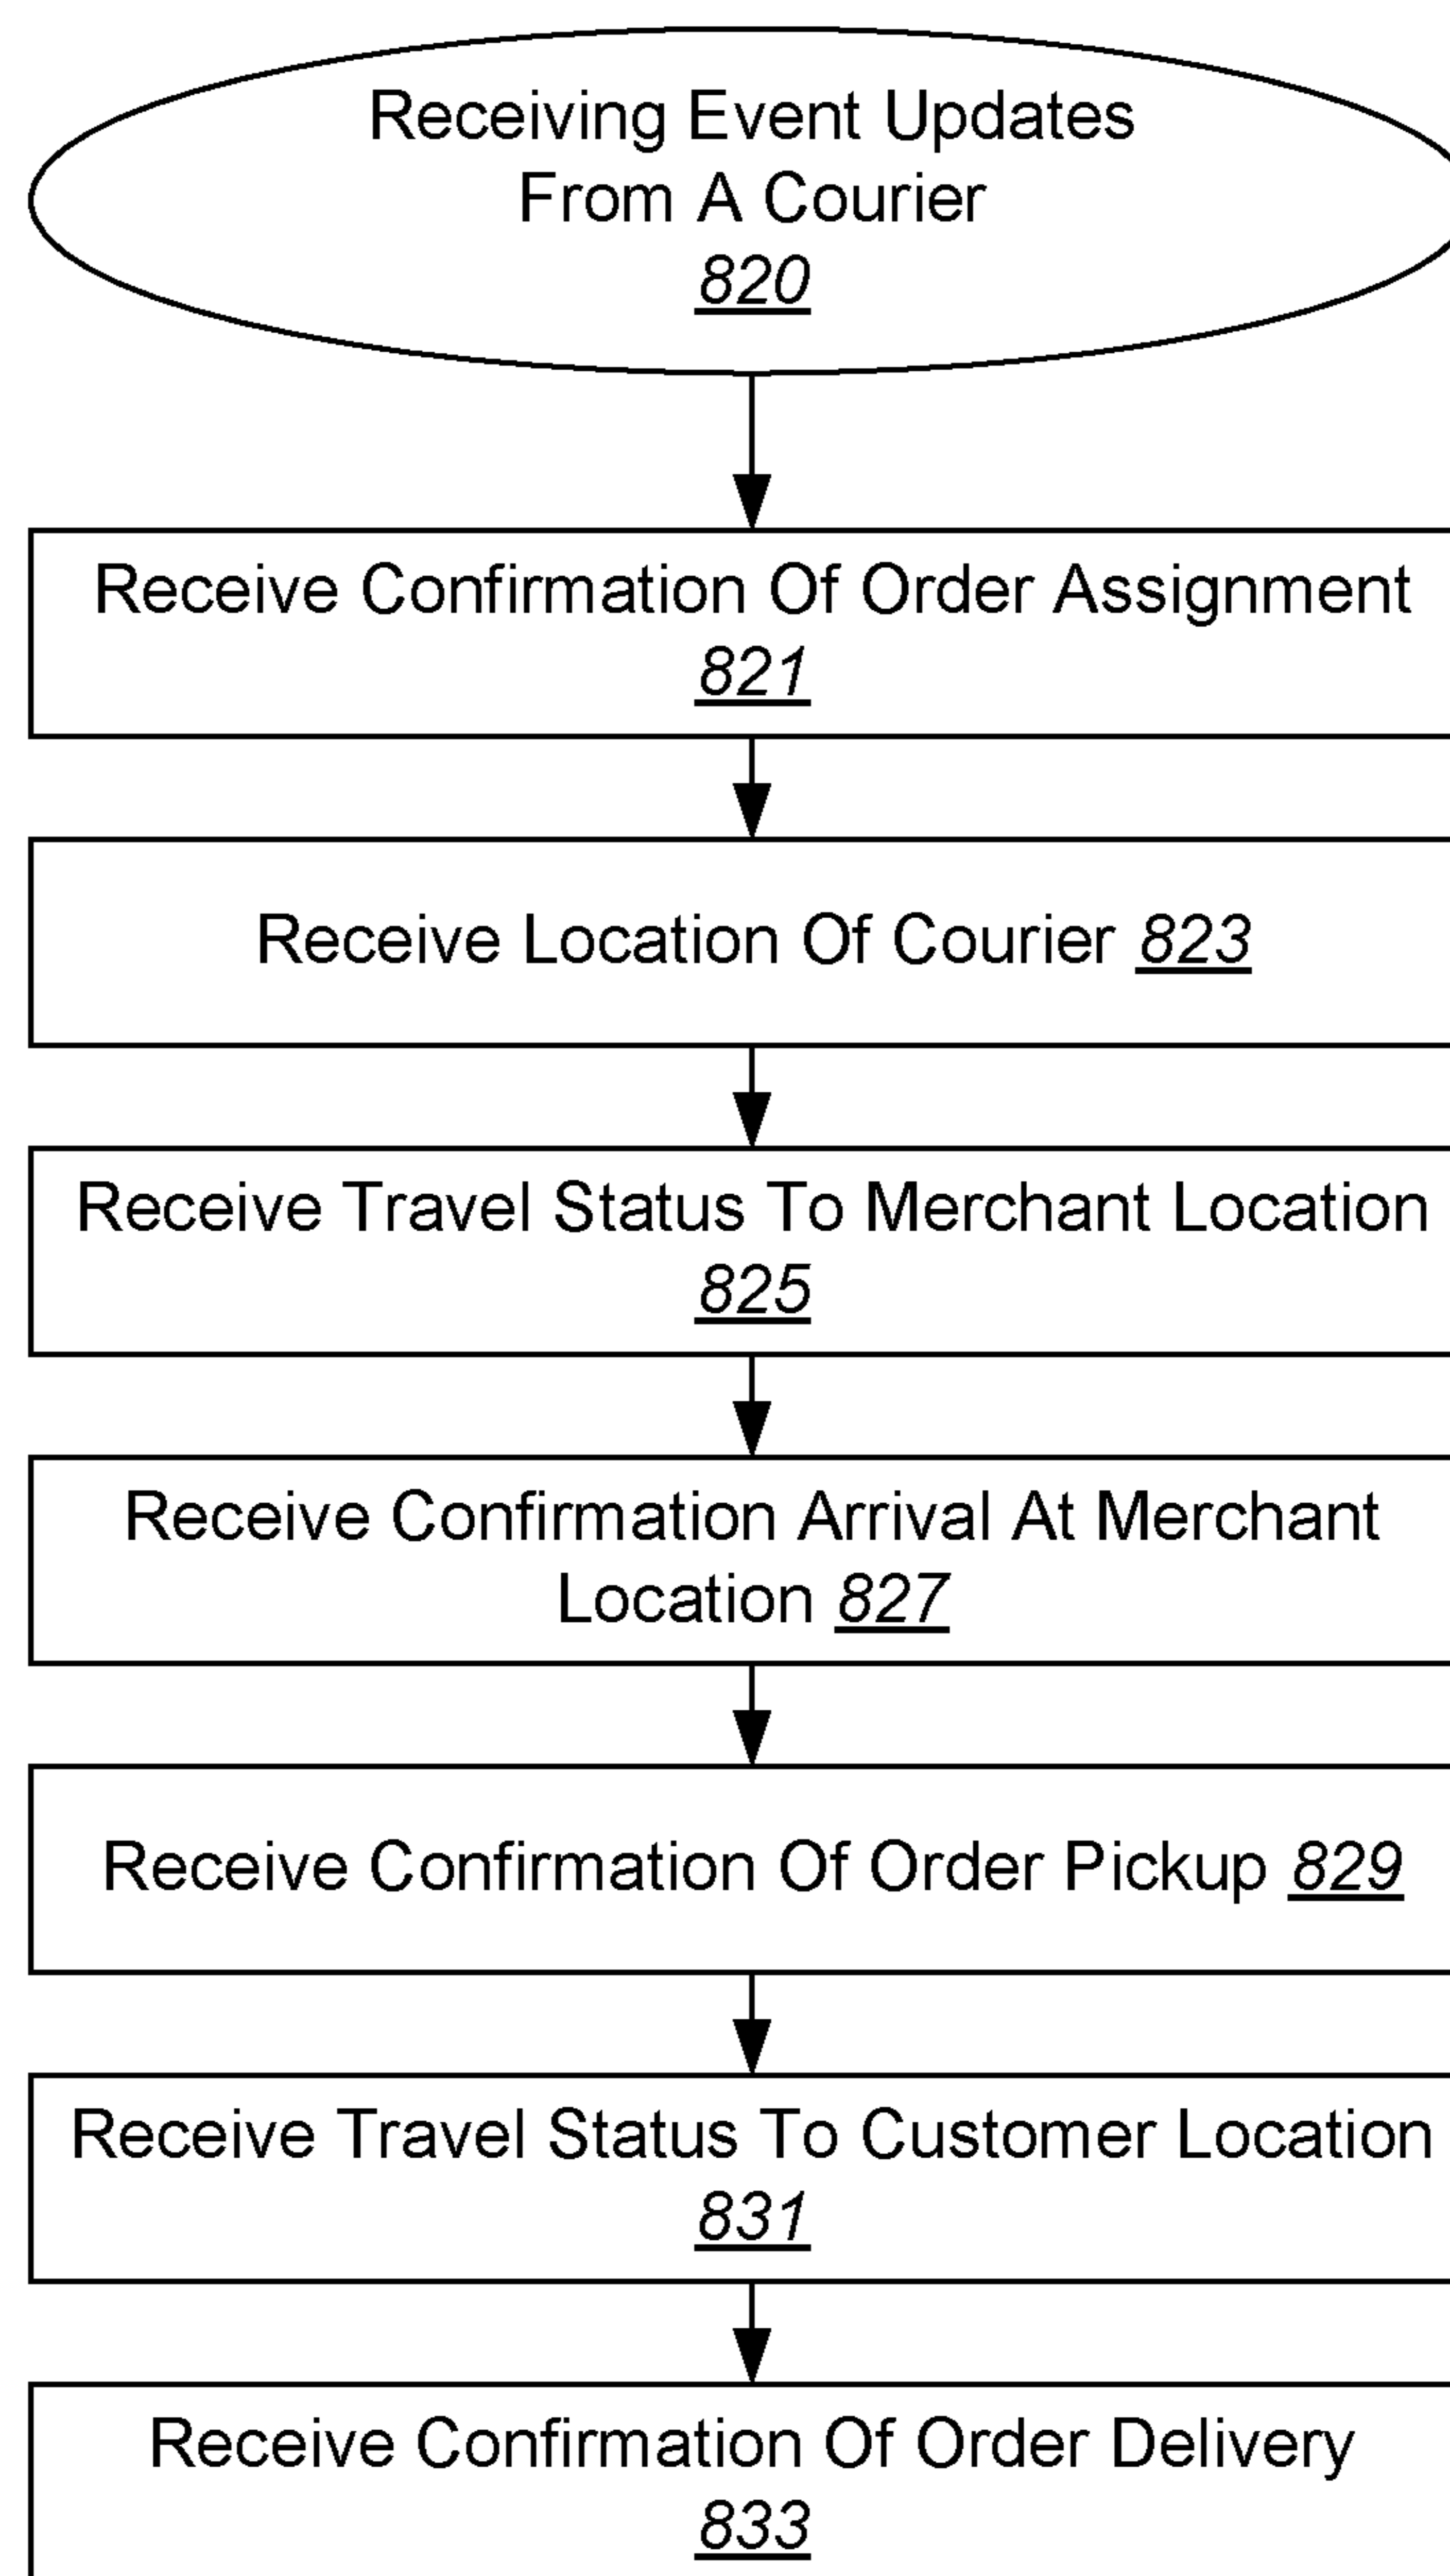 Receiving Event Updates
From A Courier
820
Receive Confirmation Of Order Assignment
821
Receive Location Of Courier 823
Receive Travel Status To Merchant Location
825
Receive Confirmation Arrival At Merchant
Location 827
Receive Confirmation Of Order Pickup 829
Receive Travel Status To Customer Location
831
Receive Confirmation Of Order Delivery
833